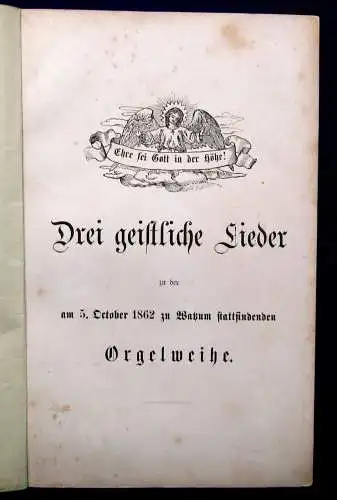 Ehre sei Gott in der Höhe!
Drei geistliche Lieder
zu der
am 5. October 1862 zu Watzum stattfindenden
Orgelweihe.